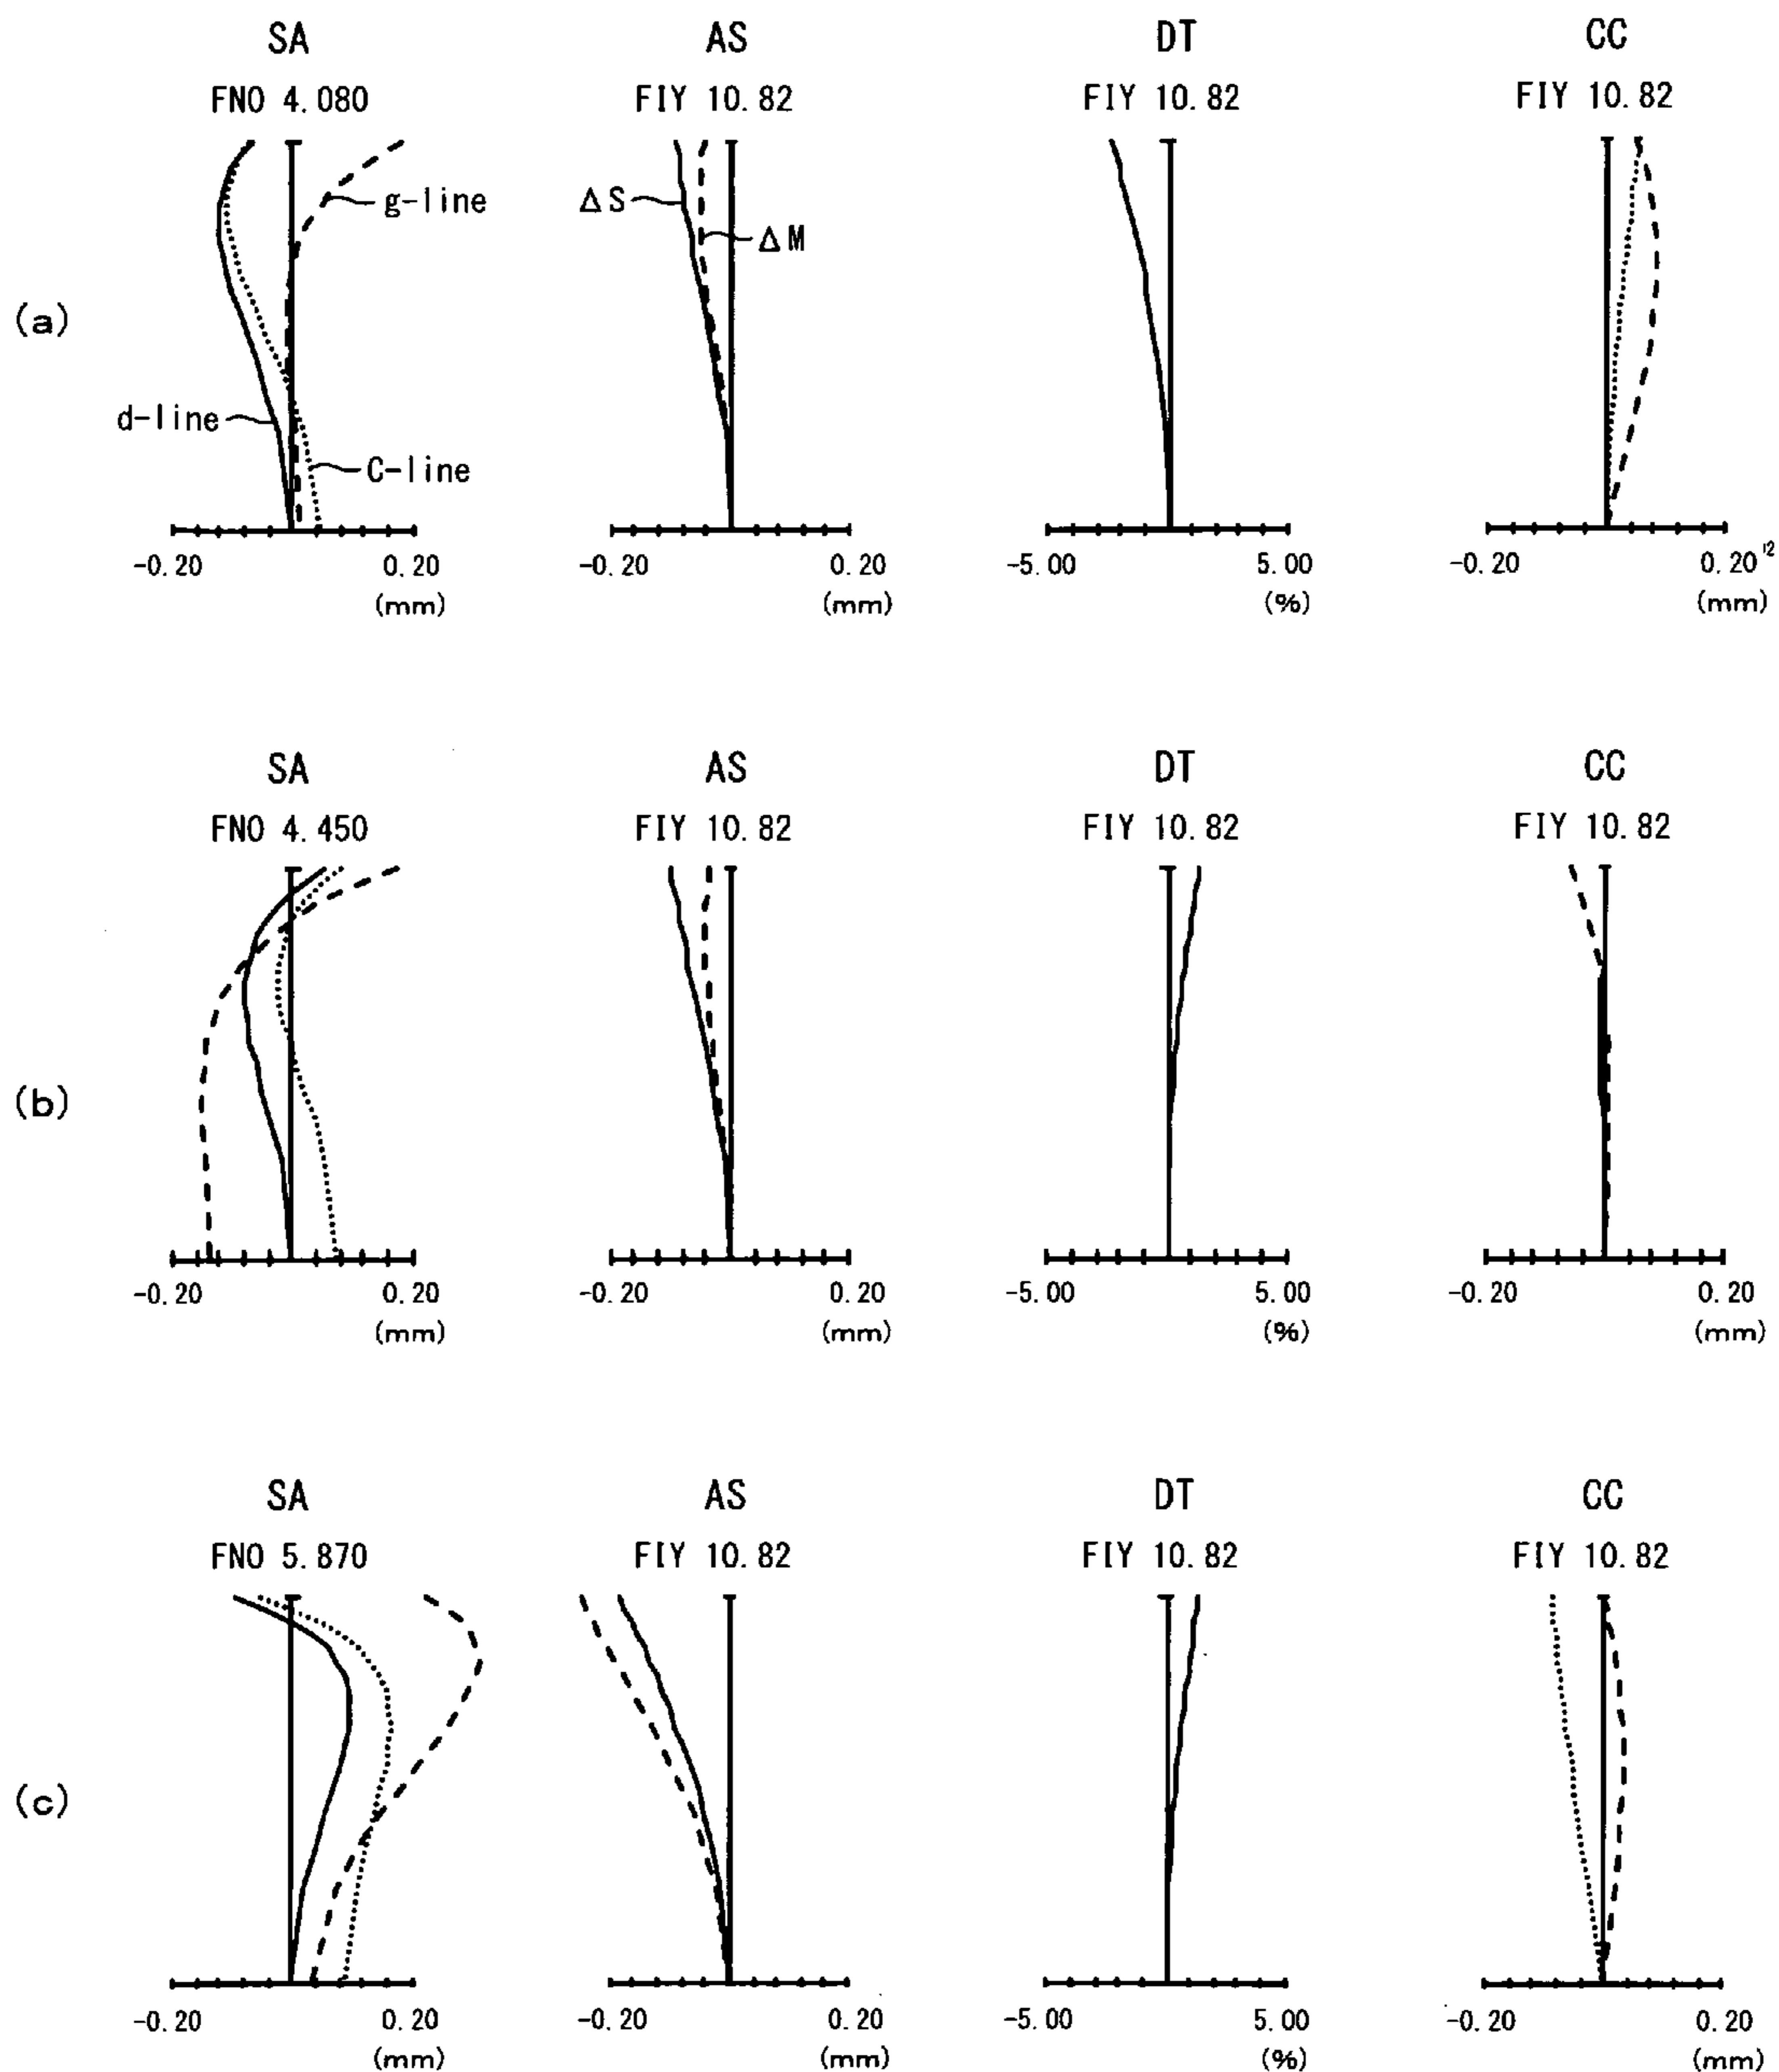 SA AS DT CC
FNO 4.080 FIY 10.82 FIY 10.82 FIY 10.82
g-line
ΔS
ΔM
(a)
d-line
C-line
-0.20 0.20 -0.20 0.20 -5.00 5.00 -0.20 0.20
(mm) (mm) (%) (mm)
SA AS DT CC
FNO 4.450 FIY 10.82 FIY 10.82 FIY 10.82
(b)
-0.20 0.20 -0.20 0.20 -5.00 5.00 -0.20 0.20
(mm) (mm) (%) (mm)
SA AS DT CC
FNO 5.870 FIY 10.82 FIY 10.82 FIY 10.82
(c)
-0.20 0.20 -0.20 0.20 -5.00 5.00 -0.20 0.20
(mm) (mm) (%) (mm)